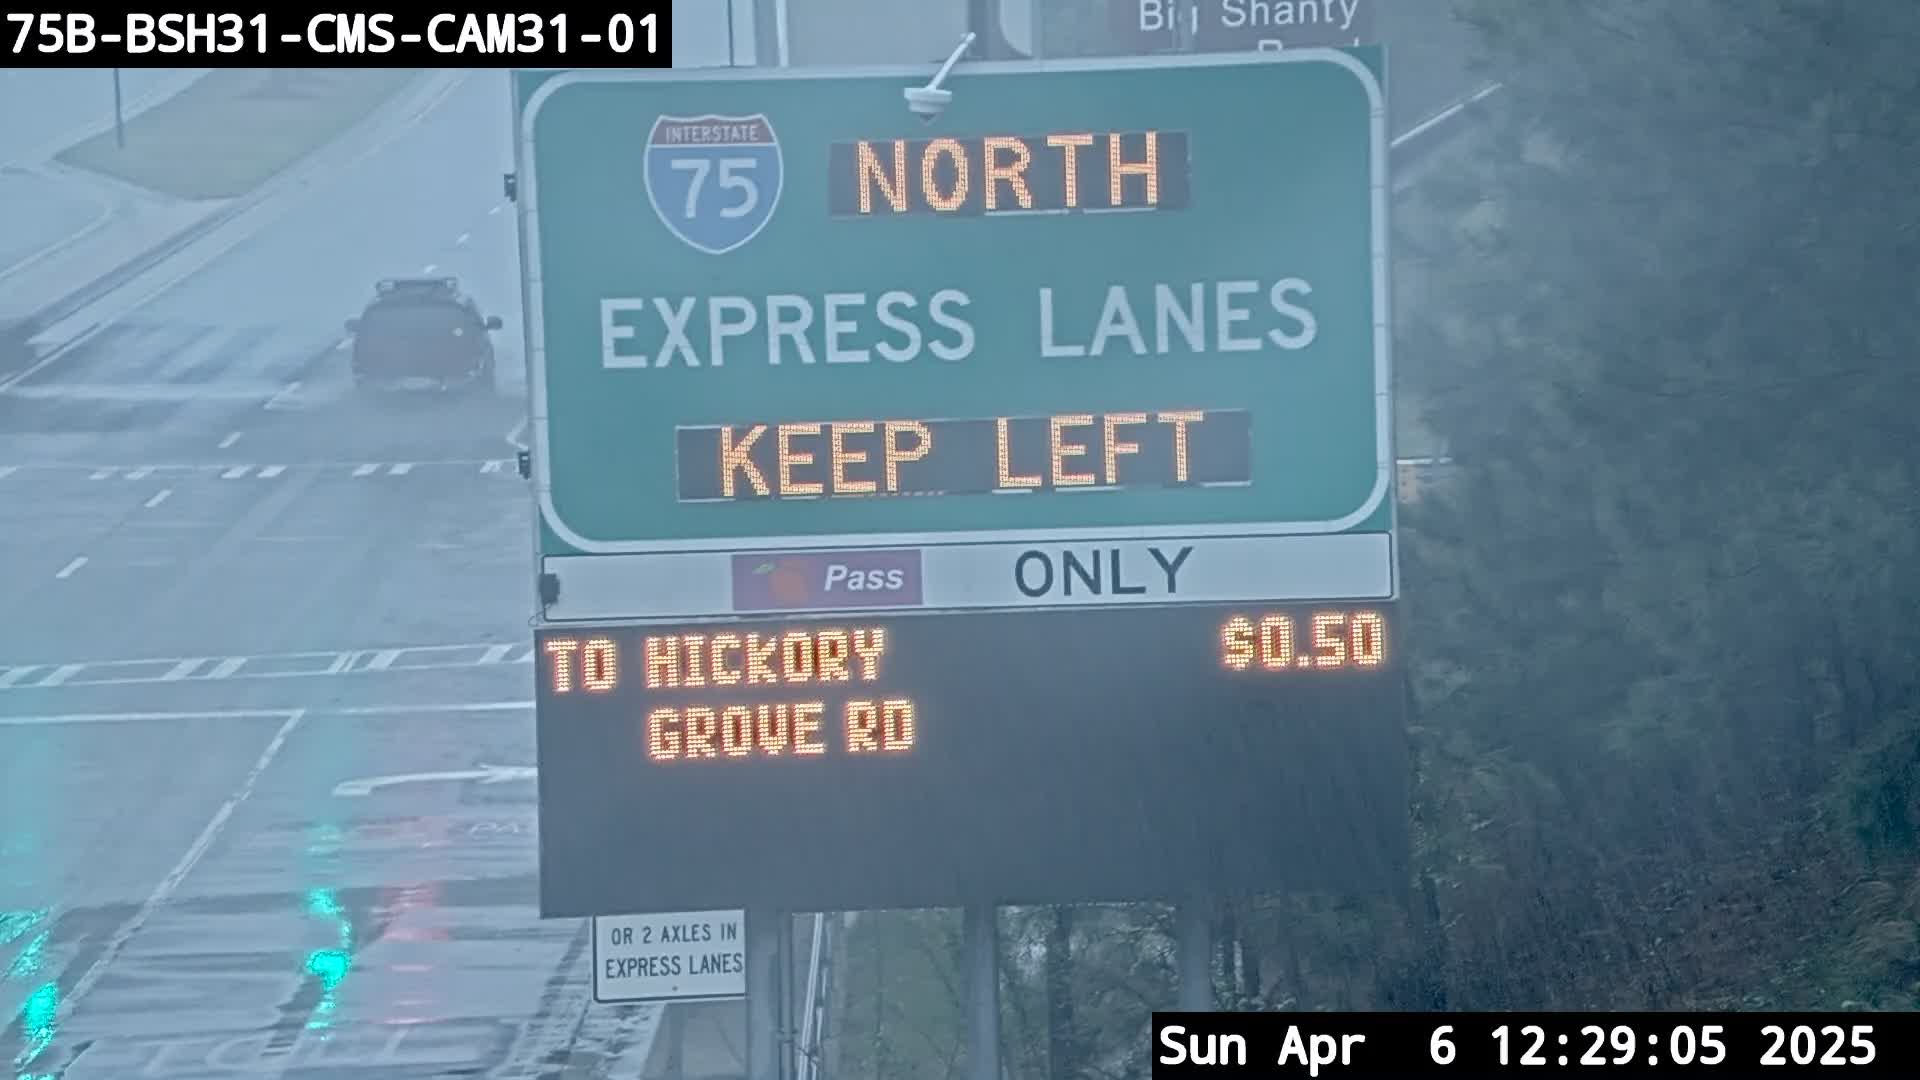 75B-BSH31-CMS-CAM31-01
Big Shanty
INTERSTATE
75
NORTH
EXPRESS LANES
KEEP LEFT
Pass ONLY
TO HICKORY $0.50
GROVE RD
OR 2 AXLES IN
EXPRESS LANES
Sun Apr 6 12:29:05 2025